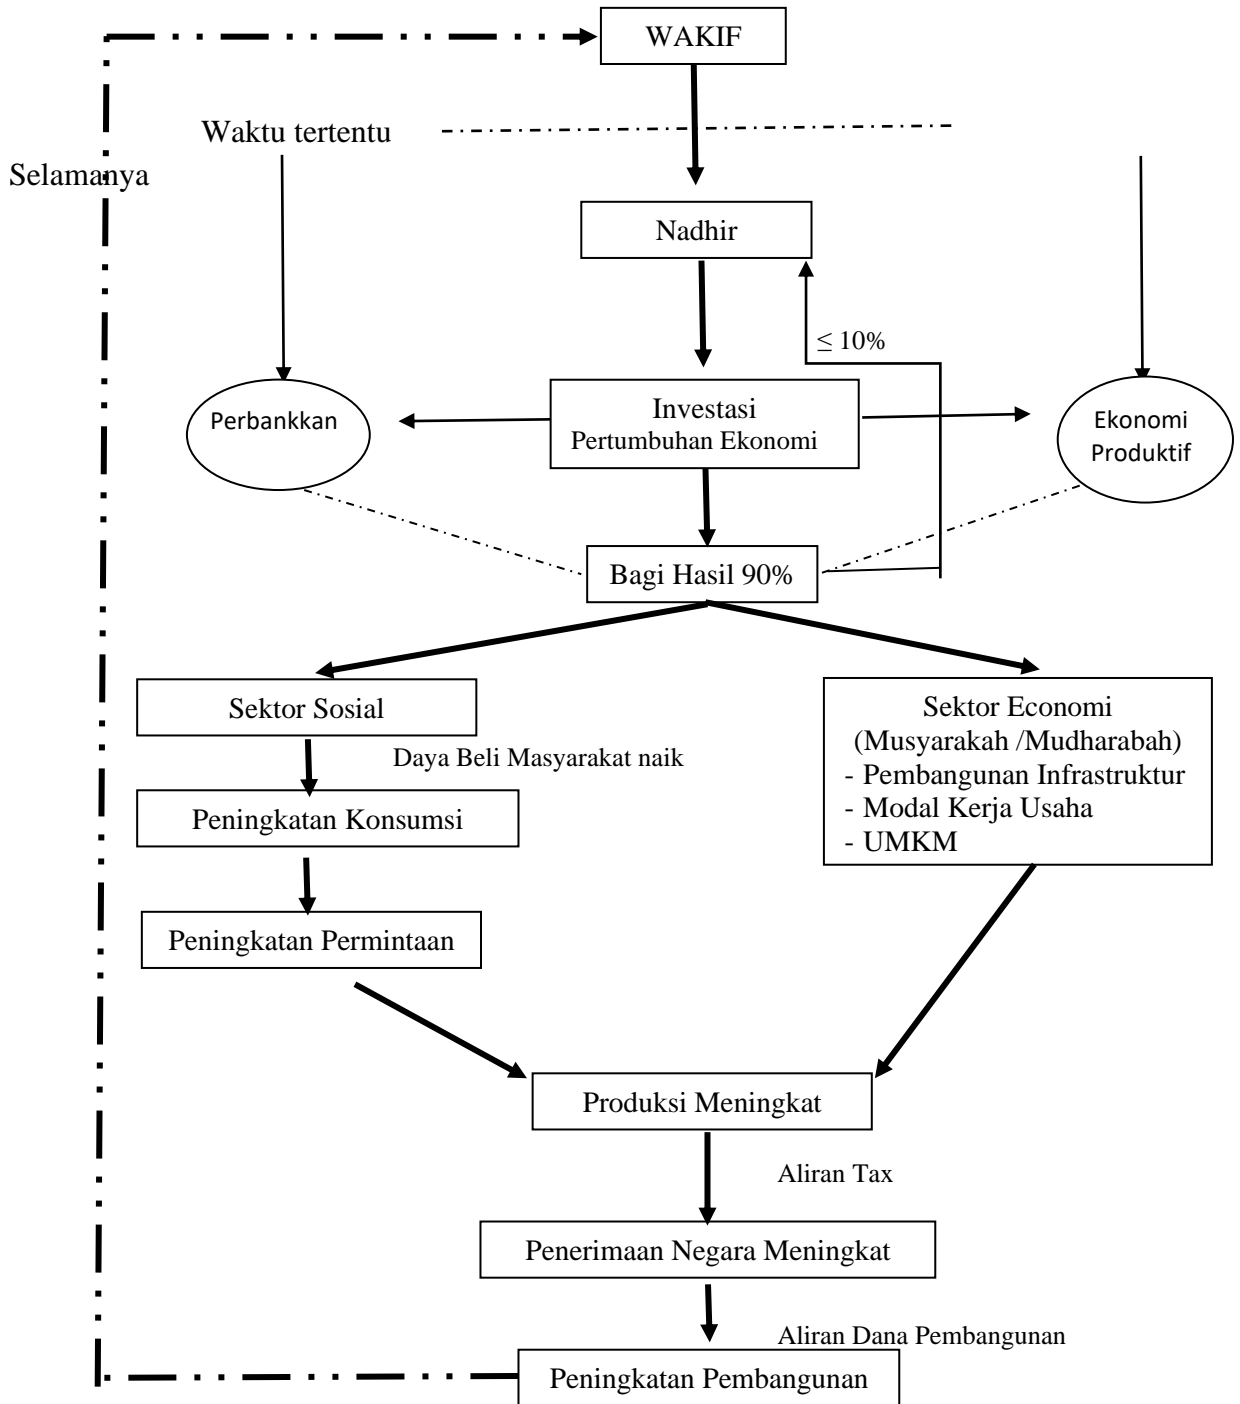 WAKIF
Waktu tertentu
Selamanya
Nadhir
≤ 10%
Perbankkan
Investasi
Pertumbuhan Ekonomi
Ekonomi
Produktif
Bagi Hasil 90%
Sektor Sosial
Sektor Economi
(Musyarakah /Mudharabah)
- Pembangunan Infrastruktur
- Modal Kerja Usaha
- UMKM
Daya Beli Masyarakat naik
Peningkatan Konsumsi
Peningkatan Permintaan
Produksi Meningkat
Aliran Tax
Penerimaan Negara Meningkat
Aliran Dana Pembangunan
Peningkatan Pembangunan